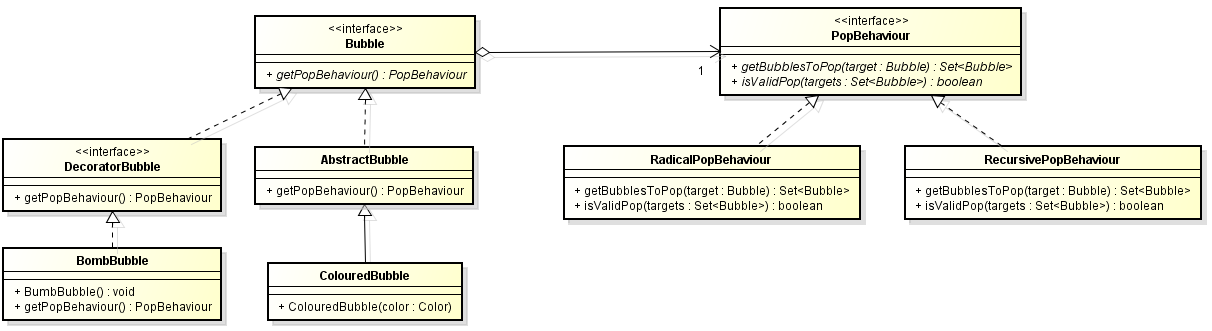 <<interface>>
Bubble
+ getPopBehaviour() : PopBehaviour
1
<<interface>>
PopBehaviour
+ getBubblesToPop(target : Bubble) : Set<Bubble>
+ isValidPop(targets : Set<Bubble>) : boolean
<<interface>>
DecoratorBubble
+ getPopBehaviour() : PopBehaviour
AbstractBubble
+ getPopBehaviour() : PopBehaviour
RadicalPopBehaviour
+ getBubblesToPop(target : Bubble) : Set<Bubble>
+ isValidPop(targets : Set<Bubble>) : boolean
RecursivePopBehaviour
+ getBubblesToPop(target : Bubble) : Set<Bubble>
+ isValidPop(targets : Set<Bubble>) : boolean
BombBubble
+ BumbBubble() : void
+ getPopBehaviour() : PopBehaviour
ColouredBubble
+ ColouredBubble(color : Color)